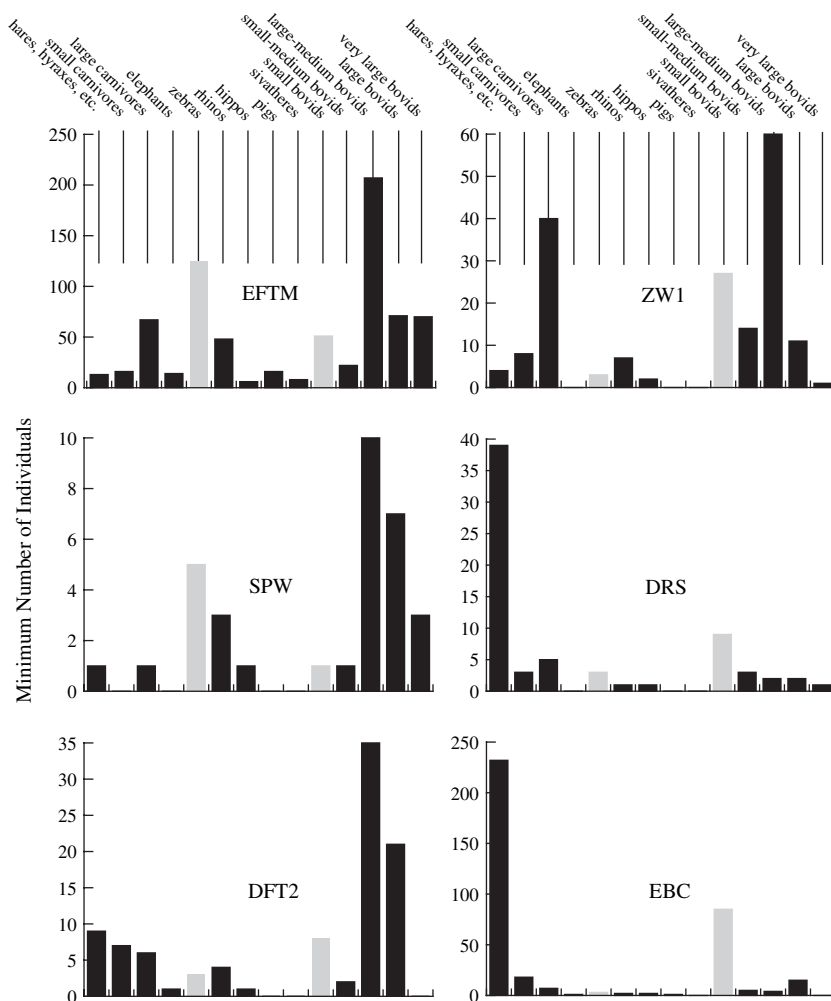 hares, hyraxes, etc.
small carnivores
large carnivores
elephants
zebras
rhinos
hippos
pigs
sivatheres
small bovids
small-medium bovids
large-medium bovids
large bovids
very large bovids
hares, hyraxes, etc.
small carnivores
large carnivores
elephants
zebras
rhinos
hippos
pigs
sivatheres
small bovids
small-medium bovids
large-medium bovids
large bovids
very large bovids
250
200
150
100
50
0
EFTM
60
50
40
30
20
10
0
ZW1
Minimum Number of Individuals
10
8
6
4
2
0
SPW
40
35
30
25
20
15
10
5
0
DRS
35
30
25
20
15
10
5
0
DFT2
250
200
150
100
50
0
EBC